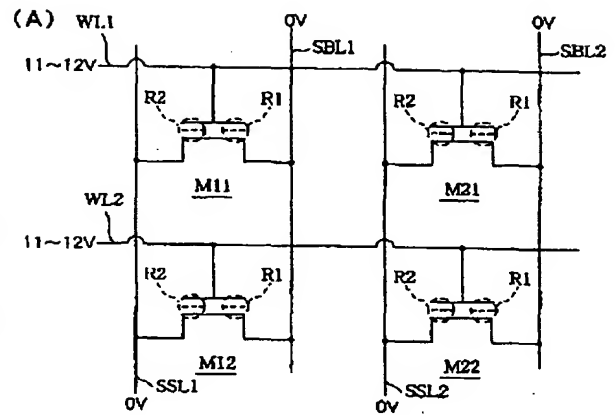 (A)
WL1
0V
SBL1
0V
SBL2
11~12V
R2
R1
R2
R1
M11
M21
WL2
11~12V
R2
R1
R2
R1
M12
M22
SSL1
SSL2
0V
0V